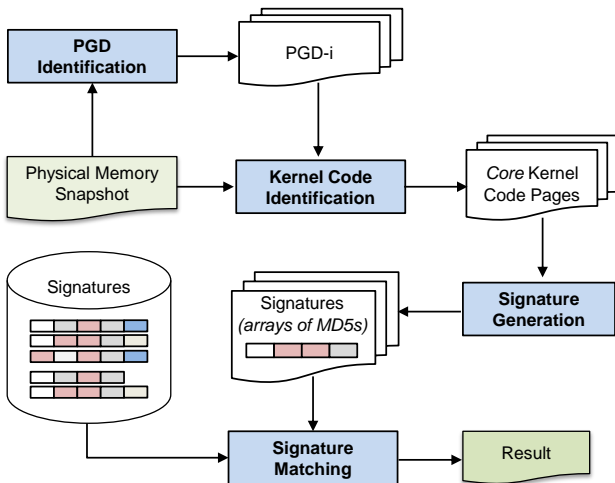 PGD
Identification
PGD-i
Physical Memory
Snapshot
Kernel Code
Identification
Core Kernel
Code Pages
Signatures
Signatures
(arrays of MD5s)
Signature
Generation
Signature
Matching
Result